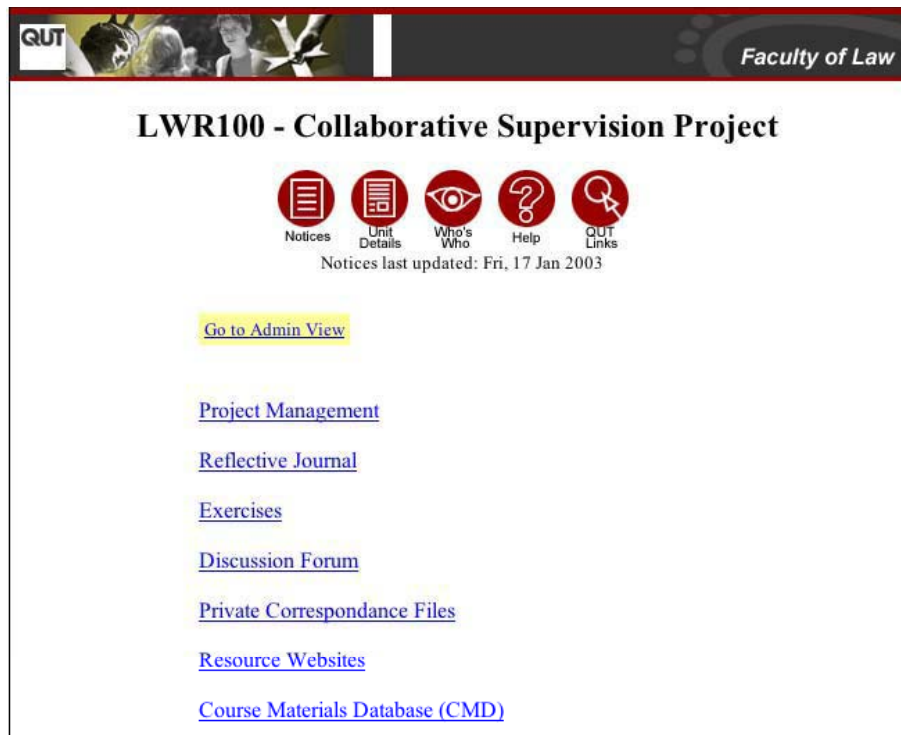 QUT
Faculty of Law
LWR100 - Collaborative Supervision Project
Notices
Unit Details
Who's Who
Help
QUT Links
Notices last updated: Fri, 17 Jan 2003
Go to Admin View
Project Management
Reflective Journal
Exercises
Discussion Forum
Private Correspondance Files
Resource Websites
Course Materials Database (CMD)